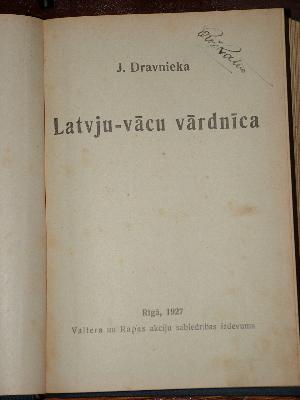 J. Dravnieka
Latvju-vācu vārdnīca
Rīgā, 1927
Valtera un Rapas akciju sabiedrības izdevums